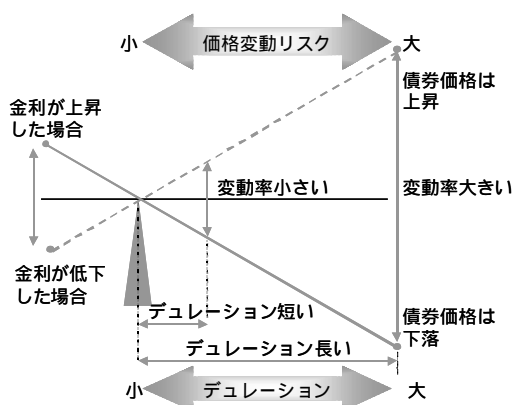 小 価格変動リスク 大
金利が上昇
した場合
債券価格は
上昇
変動率小さい
変動率大きい
金利が低下
した場合
デュレーション短い
債券価格は
下落
デュレーション長い
小 デュレーション 大